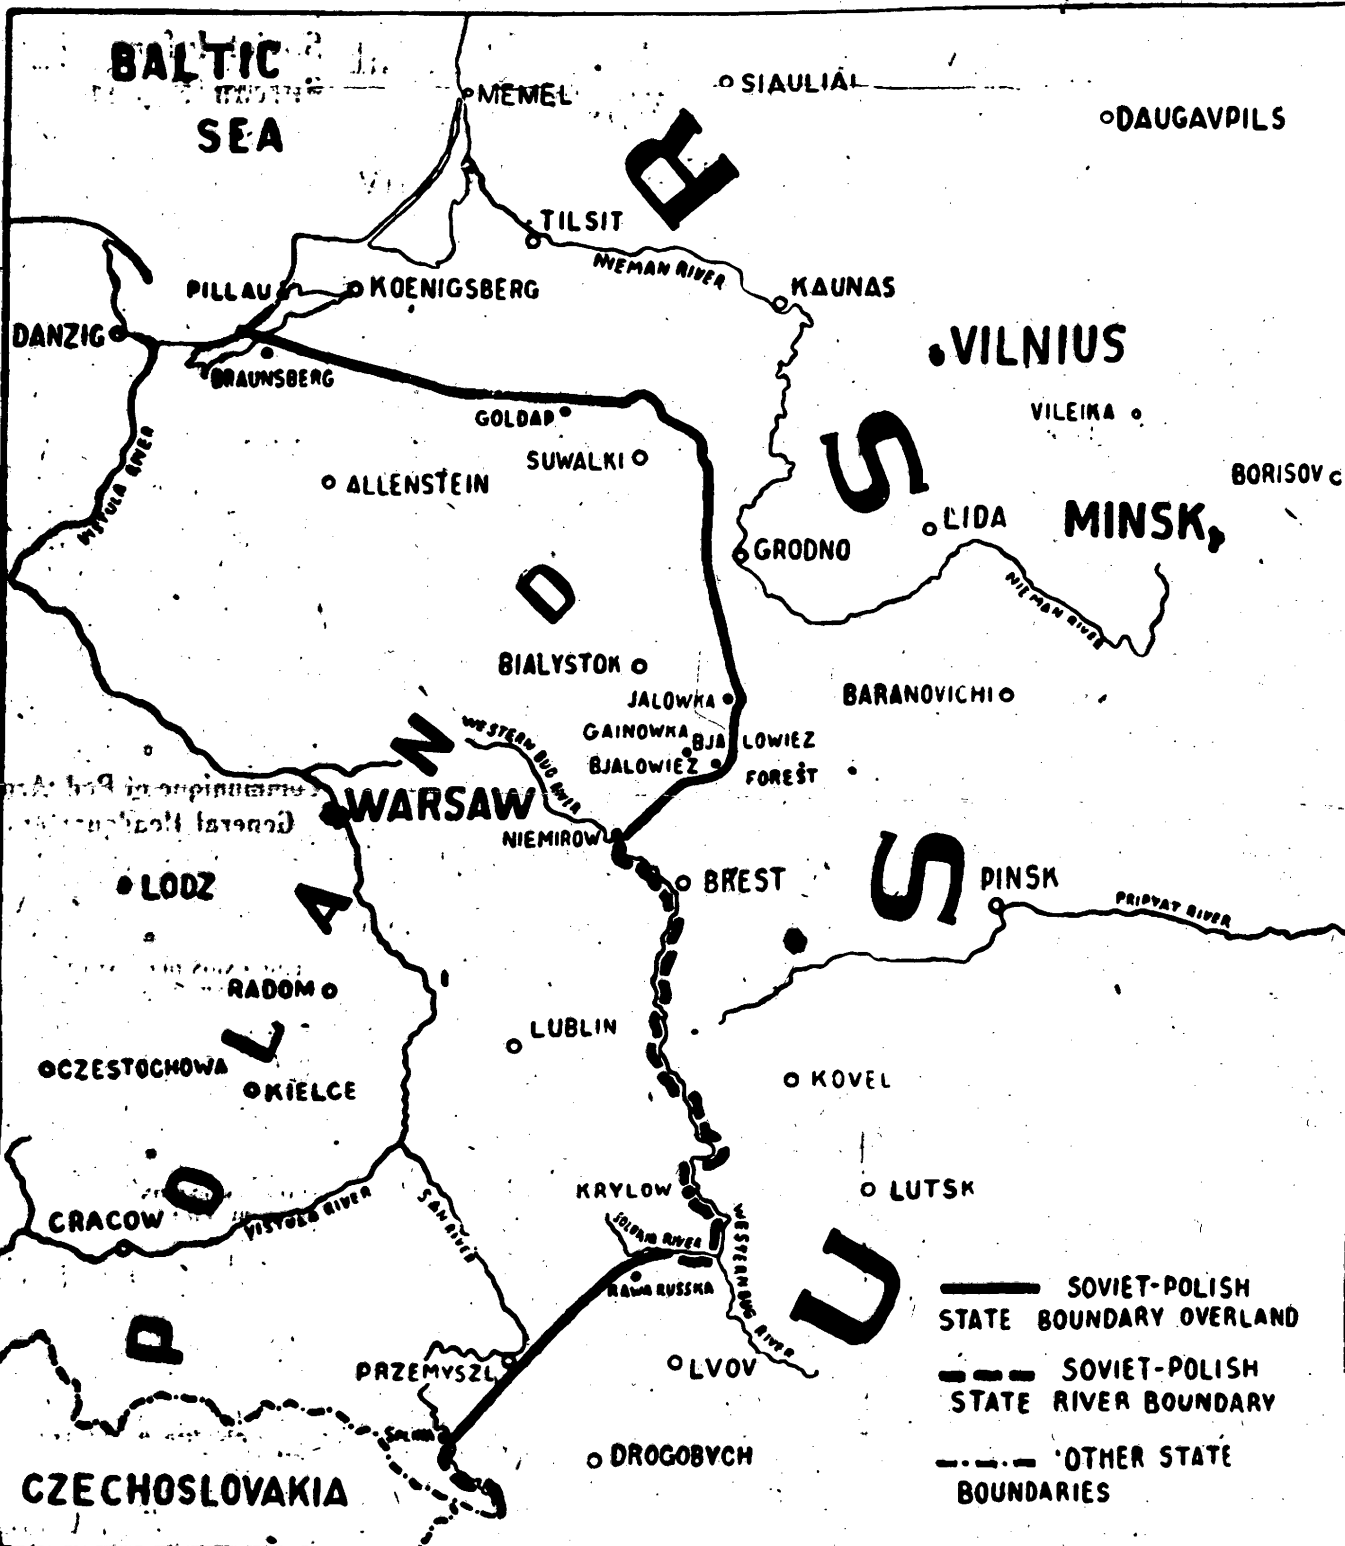 BALTIC
SEA
MEMEL
SIAULIAI
DAUGAVPILS
TILSIT
NIEMAN RIVER
KAUNAS
PILLAU
KOENIGSBERG
DANZIG
BRAUNSBERG
VILNIUS
VILEIKA
GOLDAP
SUWALKI
ALLENSTEIN
VISTULA RIVER
BORISOV
LIDA
MINSK
GRODNO
NIEMAN RIVER
BIALYSTOK
JALOWKA
BARANOVICHI
GAINOWKA
BJALOWIEZ
FOREST
BJALOWIEZ
WESTERN BUG RIVER
WARSAW
NIEMIROW
LODZ
BREST
PINSK
PRIPYAT RIVER
RADOM
LUBLIN
CZESTOCHOWA
KIELCE
KOVEL
KRYLOW
LUTSK
CRACOW
VISTULA RIVER
SAN RIVER
SOLOKIA RIVER
WESTERN BUG RIVER
RAWA RUSSKA
PRZEMYSZL
LVOV
SOLINA
DROGOBYCH
CZECHOSLOVAKIA
POLAND
USSR
SOVIET-POLISH
STATE BOUNDARY OVERLAND
SOVIET-POLISH
STATE RIVER BOUNDARY
OTHER STATE
BOUNDARIES